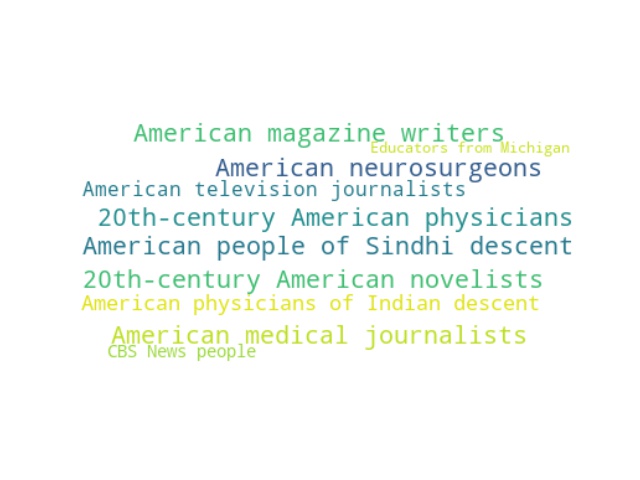 American magazine writers
Educators from Michigan
American neurosurgeons
American television journalists
20th-century American physicians
American people of Sindhi descent
20th-century American novelists
American physicians of Indian descent
American medical journalists
CBS News people